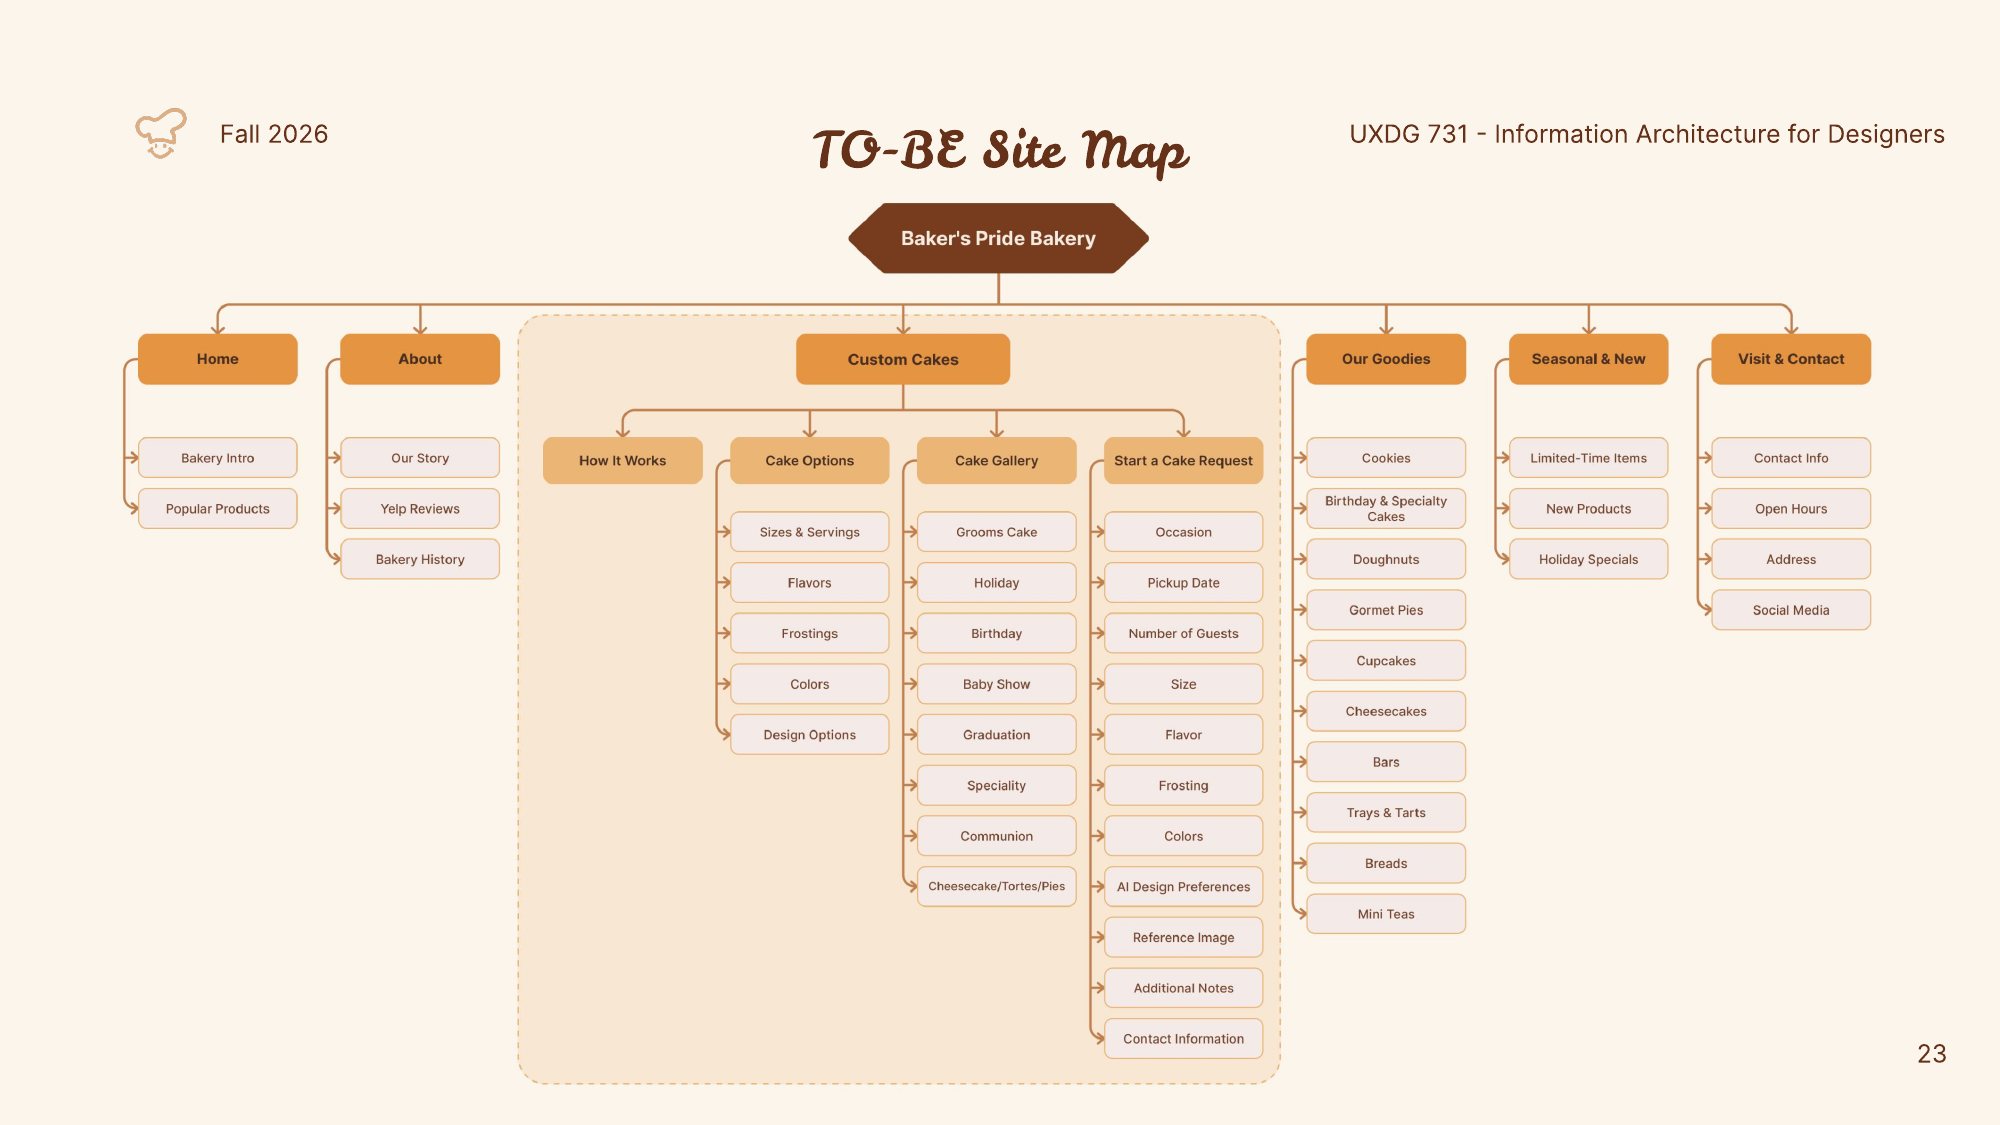 Fall 2026
TO-BE Site Map
UXDG 731 - Information Architecture for Designers
Baker's Pride Bakery
Home
Bakery Intro
Popular Products
About
Our Story
Yelp Reviews
Bakery History
Custom Cakes
How It Works
Cake Options
Sizes & Servings
Flavors
Frostings
Colors
Design Options
Cake Gallery
Grooms Cake
Holiday
Birthday
Baby Show
Graduation
Speciality
Communion
Cheesecake/Tortes/Pies
Start a Cake Request
Occasion
Pickup Date
Number of Guests
Size
Flavor
Frosting
Colors
AI Design Preferences
Reference Image
Additional Notes
Contact Information
Our Goodies
Cookies
Birthday & Specialty
Cakes
Doughnuts
Gormet Pies
Cupcakes
Cheesecakes
Bars
Trays & Tarts
Breads
Mini Teas
Seasonal & New
Limited-Time Items
New Products
Holiday Specials
Visit & Contact
Contact Info
Open Hours
Address
Social Media
23